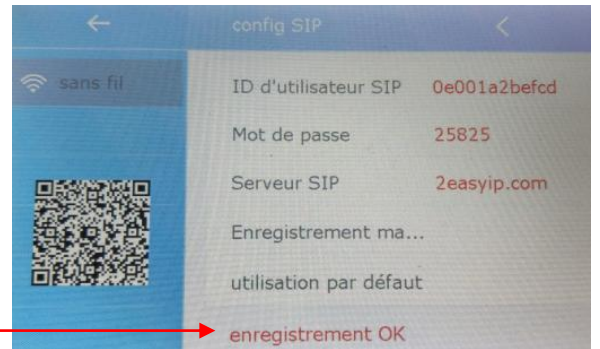 config SIP
sans fil
ID d'utilisateur SIP 0e001a2befcd
Mot de passe 25825
Serveur SIP 2easyip.com
Enregistrement ma...
utilisation par défaut
enregistrement OK